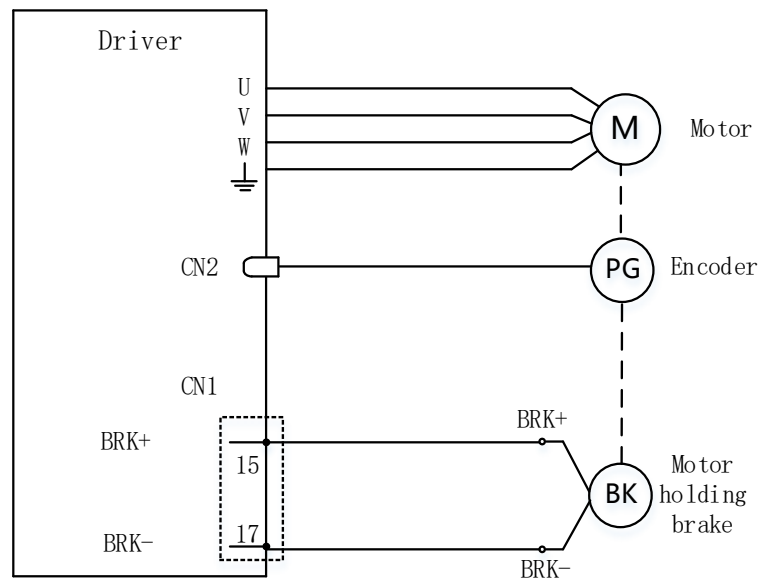 Driver
U
V
W
M
Motor
CN2
PG
Encoder
CN1
BRK+
15
BRK+
BK
Motor
holding
brake
BRK-
17
BRK-